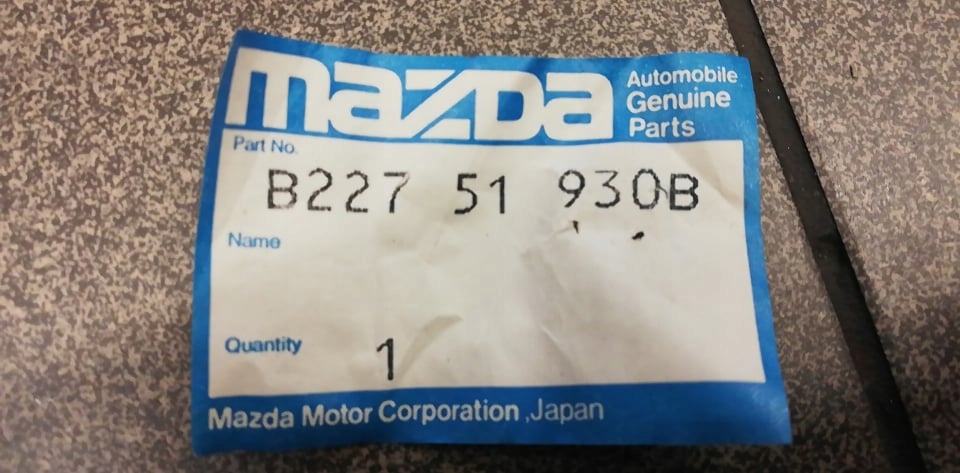 mazda
Automobile
Genuine
Parts
Part No.
B227 51 930B
Name
Quantity
1
Mazda Motor Corporation ,Japan